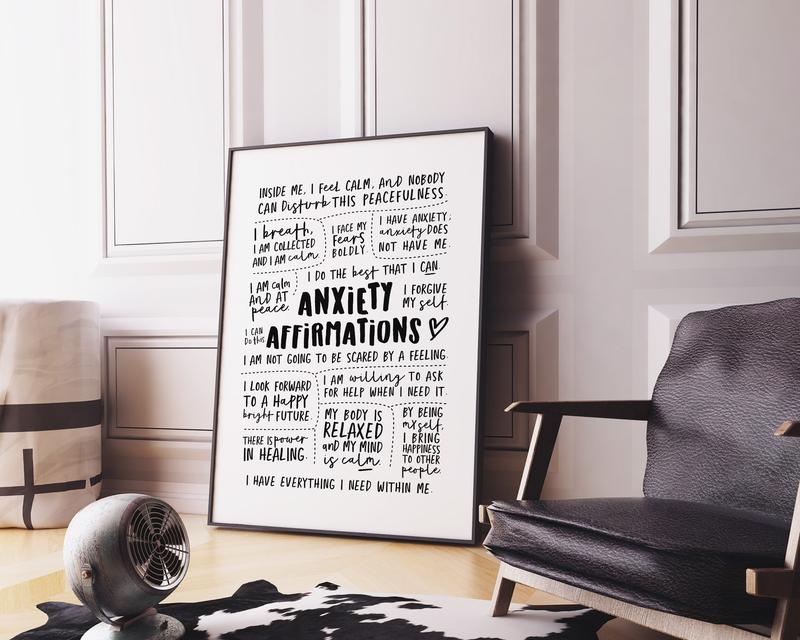 INSIDE ME, I FEEL CALM, AND NOBODY
CAN Disturb THIS PEACEFULNESS.
I breath,
I AM COLLECTED
AND I AM calm.
I FACE MY
FEARS
BOLDLY
I HAVE ANXIETY;
anxiety DOES
NOT HAVE ME.
I DO THE best THAT I CAN.
I AM calm
AND AT
peace.
ANXiETY
I FORGIVE
MY self.
I CAN
Do this
AFFiRMATiONS
I AM NOT GOING TO BE SCARED BY A FEELING.
I LOOK FORWARD
TO A HAPPY
bright FUTURE.
I AM willing TO ASK
FOR HELP WHEN I NEED IT.
THERE IS power
IN HEALING.
MY BODY IS
RELAXED
and MY MIND
is calm.
BY BEING
myself,
I BRING
HAPPINESS
TO OTHER
people.
I HAVE EVERYTHING I NEED WITHIN ME.